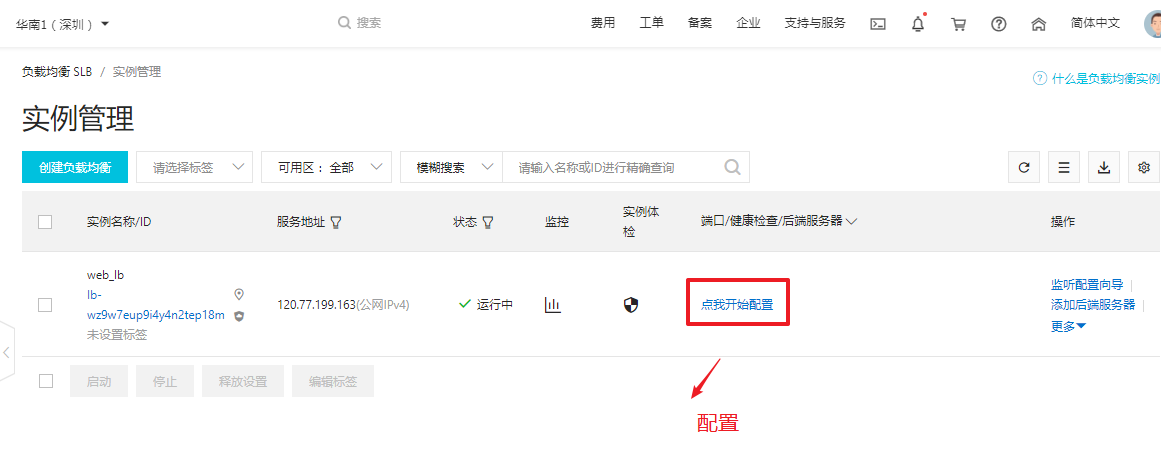 华南1（深圳） 搜索 费用 工单 备案 企业 支持与服务 简体中文
负载均衡 SLB / 实例管理
什么是负载均衡实例
实例管理
创建负载均衡 请选择标签 可用区： 全部 模糊搜索 请输入名称或ID进行精确查询
实例名称/ID 服务地址 状态 监控 实例体检 端口/健康检查/后端服务器 操作
web_lb
lb-
wz9w7eup9i4y4n2tep18m
未设置标签
120.77.199.163(公网IPv4)
运行中
点我开始配置
监听配置向导
添加后端服务器
更多
启动 停止 释放设置 编辑标签
配置